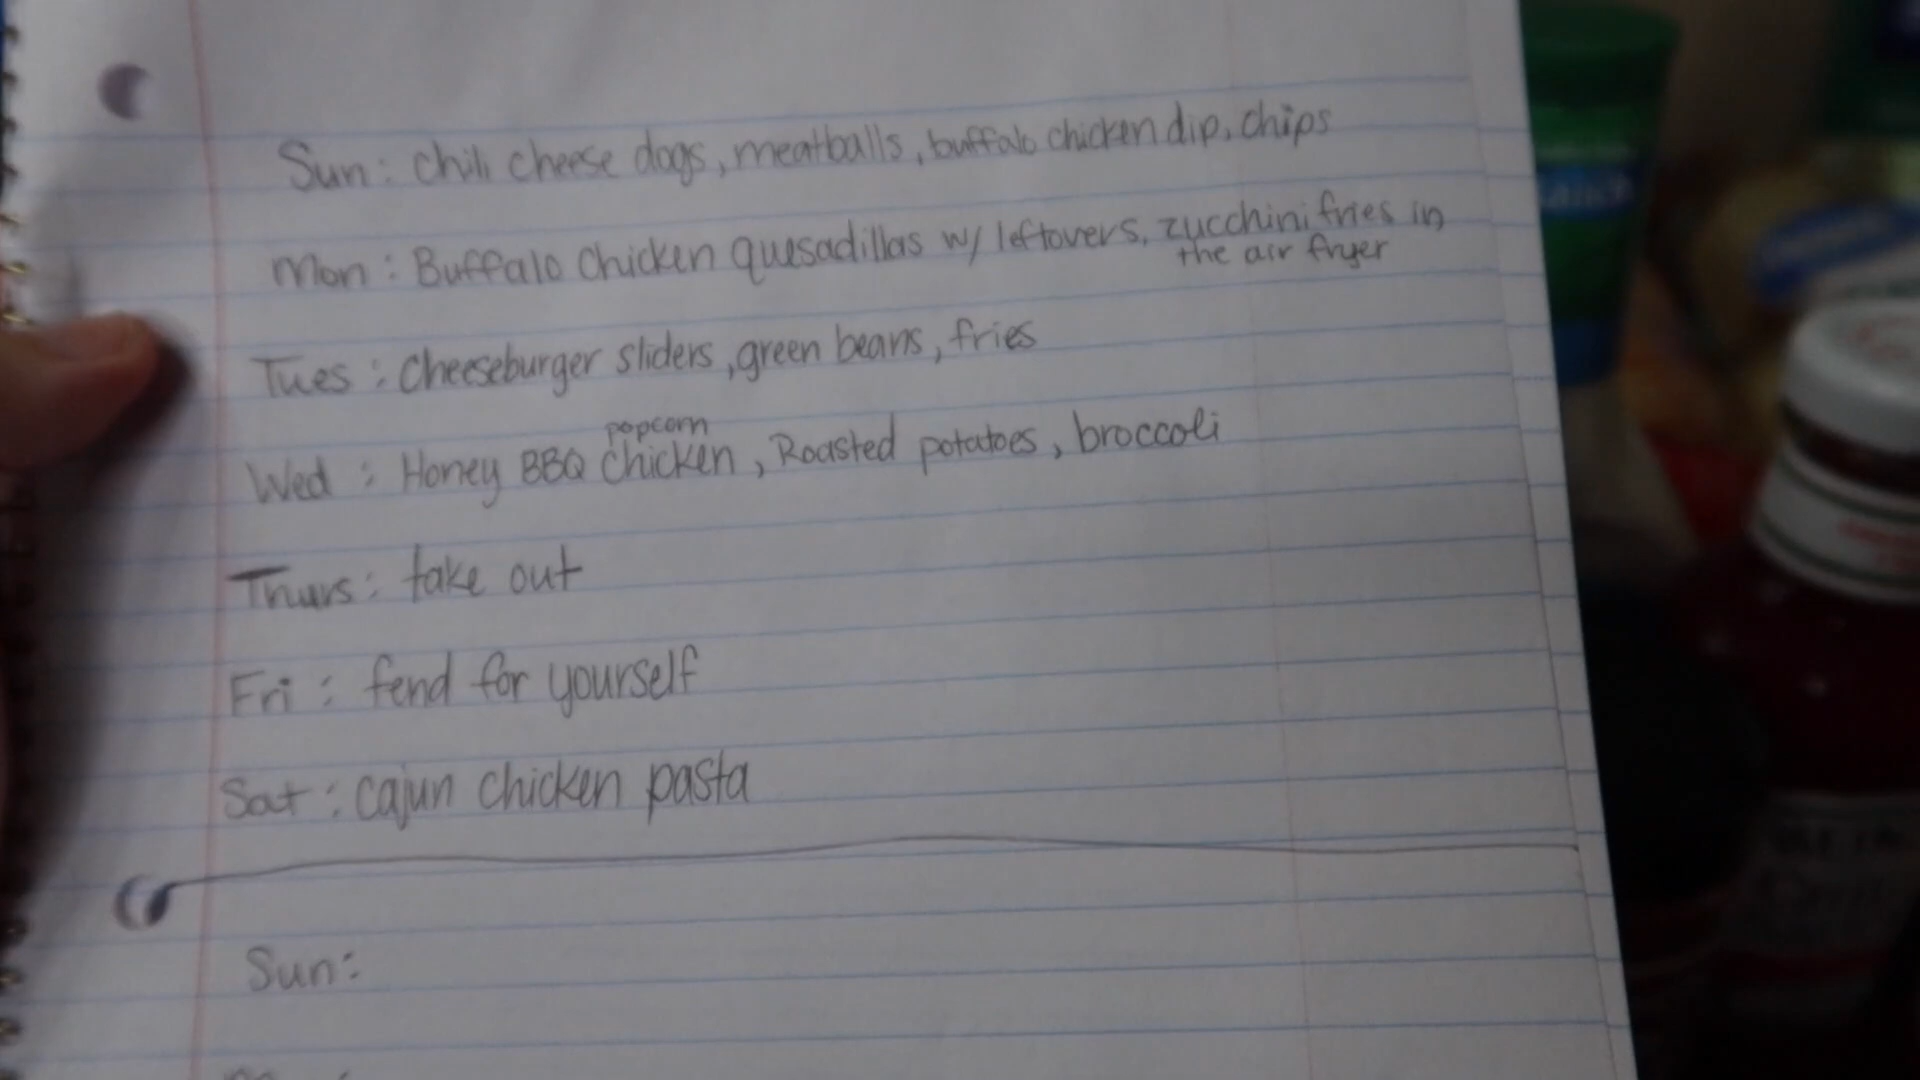 Sun: chili cheese dogs, meatballs, buffalo chicken dip, chips
Mon: Buffalo Chicken quesadillas w/ leftovers, zucchini fries in
the air fryer
Tues: Cheeseburger sliders, green beans, fries
popcorn
Wed: Honey BBQ Chicken, Roasted potatoes, broccoli
Thurs: take out
Fri: fend for yourself
Sat: cajun chicken pasta
Sun: